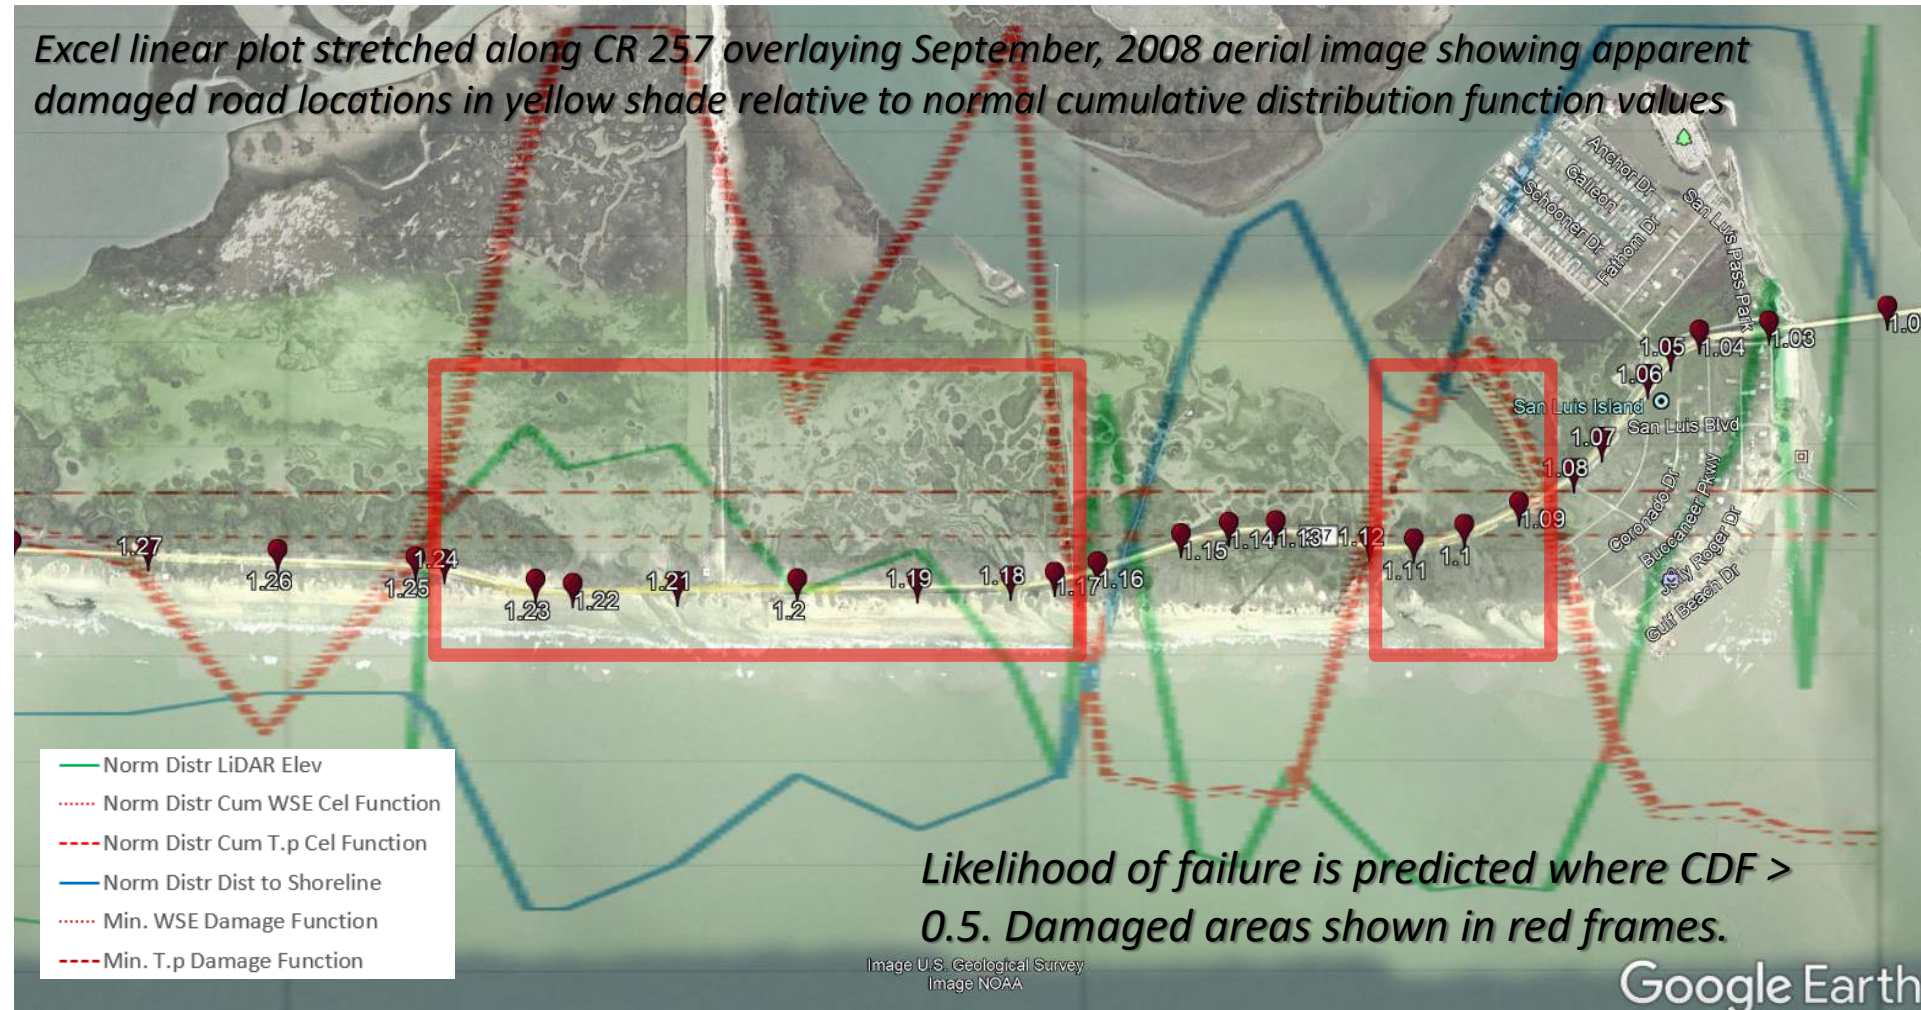 Excel linear plot stretched along CR 257 overlaying September, 2008 aerial image showing apparent
damaged road locations in yellow shade relative to normal cumulative distribution function values
Anchor Dr
Galleon
Schooner Dr
Fathom Dr
San Luis Pass Park
1.0
1.03
1.04
1.05
1.06
San Luis Island
San Luis Blvd
1.07
1.08
1.09
Coronado Dr
Buccaneer Pkwy
Jolly Roger Dr
Gulf Beach Dr
1.27
1.26
1.25
1.24
1.23
1.22
1.21
1.2
1.19
1.18
1.17
1.16
1.15
1.14
1.13
1.12
1.11
1.1
Norm Distr LiDAR Elev
Norm Distr Cum WSE Cel Function
Norm Distr Cum T.p Cel Function
Norm Distr Dist to Shoreline
Min. WSE Damage Function
Min. T.p Damage Function
Likelihood of failure is predicted where CDF >
0.5. Damaged areas shown in red frames.
Image U.S. Geological Survey
Image NOAA
Google Earth